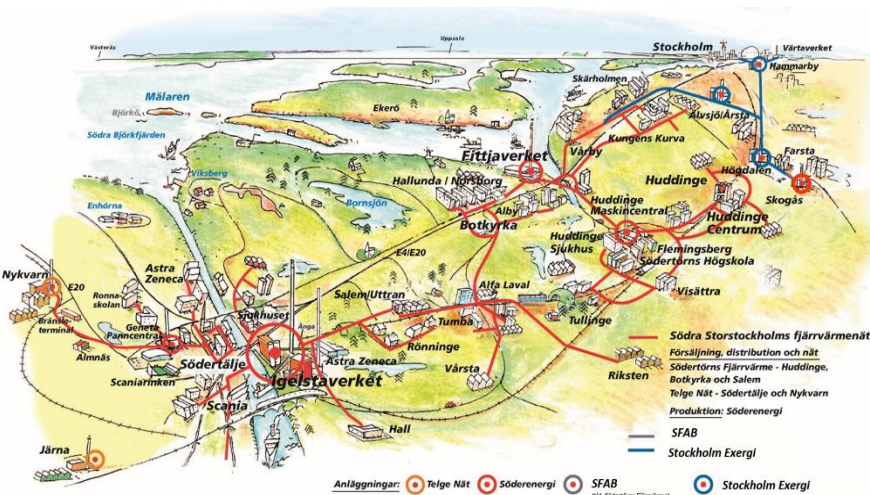 Västerås
Uppsala
Stockholm
Värtaverket
Hammarby
Skärholmen
Mälaren
Björkö
Ekerö
Älvsjö/Årsta
Södra Björkfjärden
Kungens Kurva
Vårby
Fittjaverket
Farsta
Högdalen
Viksberg
Hallunda / Norsborg
Huddinge
Skogås
Bornsjön
Alby
Huddinge
Maskincentral
Huddinge
Centrum
Enhörna
Botkyrka
Huddinge
Sjukhus
Flemingsberg
Södertörns Högskola
E4/E20
Nykvarn
E20
Astra
Zeneca
Ronna-
skolan
Sjukhuset
Salem/Uttran
Alfa Laval
Visättra
Bränsle-
terminal
Geneta
Panncentral
Ånga
Tumba
Tullinge
Södra Storstockholms fjärrvärmenät
Almnäs
Södertälje
Rönninge
Astra Zeneca
Försäljning, distribution och nät
Scaniarinken
Igelstaverket
Vårsta
Riksten
Södertörns Fjärrvärme - Huddinge,
Botkyrka och Salem
Telge Nät - Södertälje och Nykvarn
Scania
Produktion: Söderenergi
Hall
SFAB
Järna
Stockholm Exergi
Anläggningar:
Telge Nät
Söderenergi
SFAB
Stockholm Exergi